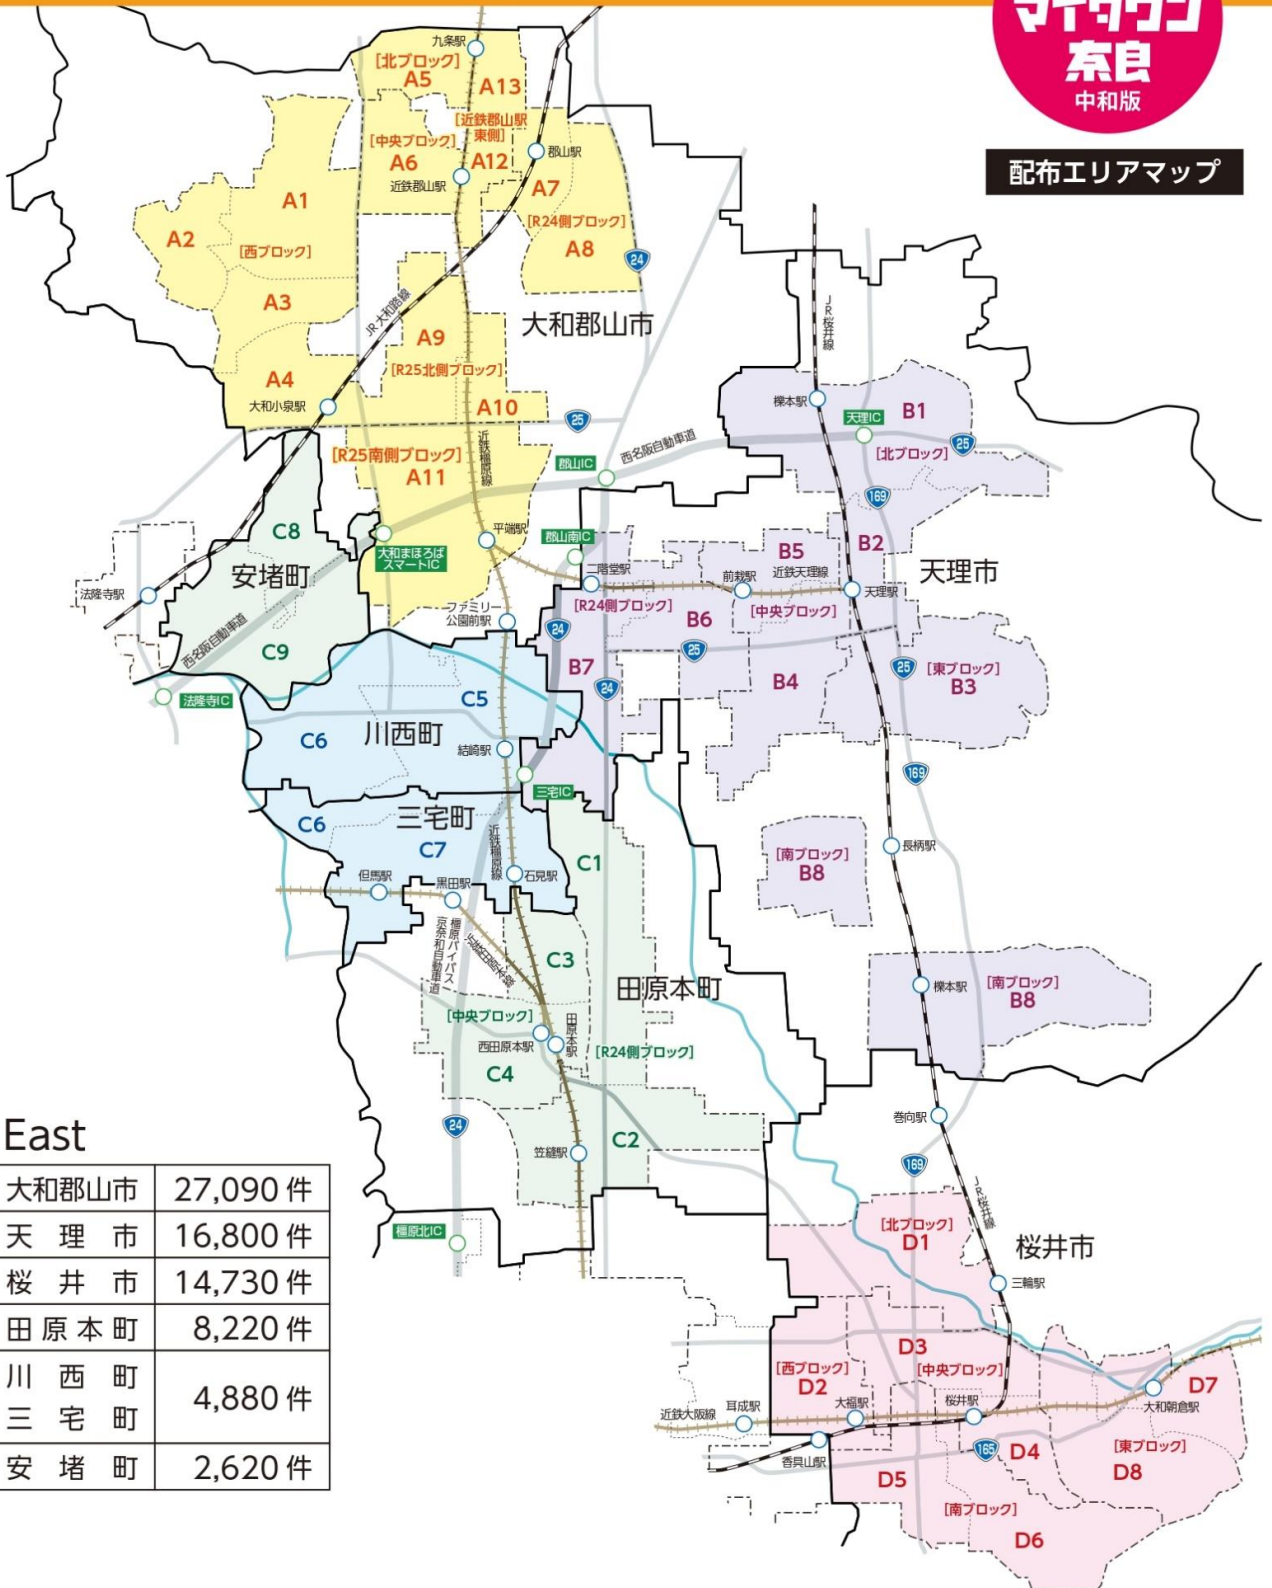 マイタウン
奈良
中和版
配布エリアマップ
九条駅
[北ブロック]
A5
A13
[近鉄郡山駅
東側]
[中央ブロック]
A6
A12
近鉄郡山駅
郡山駅
A7
A1
A2
[西ブロック]
[R24側ブロック]
A8
24
A3
JR大和路線
A9
大和郡山市
JR桜井線
[R25北側ブロック]
A4
大和小泉駅
A10
25
櫟本駅
B1
天理IC
25
[北ブロック]
近鉄橿原線
西名阪自動車道
[R25南側ブロック]
A11
郡山IC
169
C8
平端駅
郡山南IC
大和まほろば
スマートIC
B5
B2
安堵町
二階堂駅
前栽駅
近鉄天理線
天理駅
天理市
法隆寺駅
ファミリー
公園前駅
[R24側ブロック]
B6
[中央ブロック]
24
25
C9
西名阪自動車道
B7
24
B4
25
[東ブロック]
B3
法隆寺IC
C5
C6
川西町
結崎駅
169
三宅IC
C6
三宅町
C7
近鉄橿原線
C1
[南ブロック]
B8
長柄駅
但馬駅
黒田駅
石見駅
橿原バイパス
京奈和自動車道
近鉄田原本線
C3
田原本町
櫟本駅
[南ブロック]
B8
[中央ブロック]
西田原本駅
田原本駅
[R24側ブロック]
C4
24
C2
笠縫駅
巻向駅
169
JR桜井線
橿原北IC
[北ブロック]
D1
桜井市
三輪駅
D3
[西ブロック]
D2
[中央ブロック]
D7
近鉄大阪線
耳成駅
大福駅
桜井駅
大和朝倉駅
香具山駅
165
D4
[東ブロック]
D8
D5
[南ブロック]
D6
East
大和郡山市 27,090件
天理市 16,800件
桜井市 14,730件
田原本町 8,220件
川西町
三宅町 4,880件
安堵町 2,620件